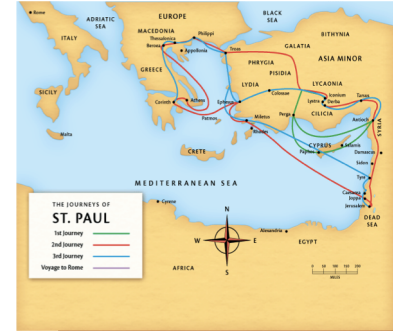 Rome
ADRIATIC
SEA
EUROPE
BLACK
SEA
ITALY
MACEDONIA
Philippi
Thessalonica
Beroea
Apollonia
Troas
BITHYNIA
GALATIA
PHRYGIA
ASIA MINOR
GREECE
PISIDIA
LYDIA
LYCAONIA
Colossae
Iconium
Lystra
Derbe
Tarsus
SICILY
Corinth
Athens
Ephesus
Patmos
Miletus
Rhodes
Perga
CILICIA
Antioch
SYRIA
Malta
CRETE
CYPRUS
Salamis
Paphos
Damascus
Sidon
Tyre
MEDITERRANEAN SEA
Caesarea
Joppa
Jerusalem
DEAD
SEA
Cyrene
Alexandria
EGYPT
AFRICA
THE JOURNEYS OF
ST. PAUL
1st Journey
2nd Journey
3rd Journey
Voyage to Rome
N
W
E
S
MILES